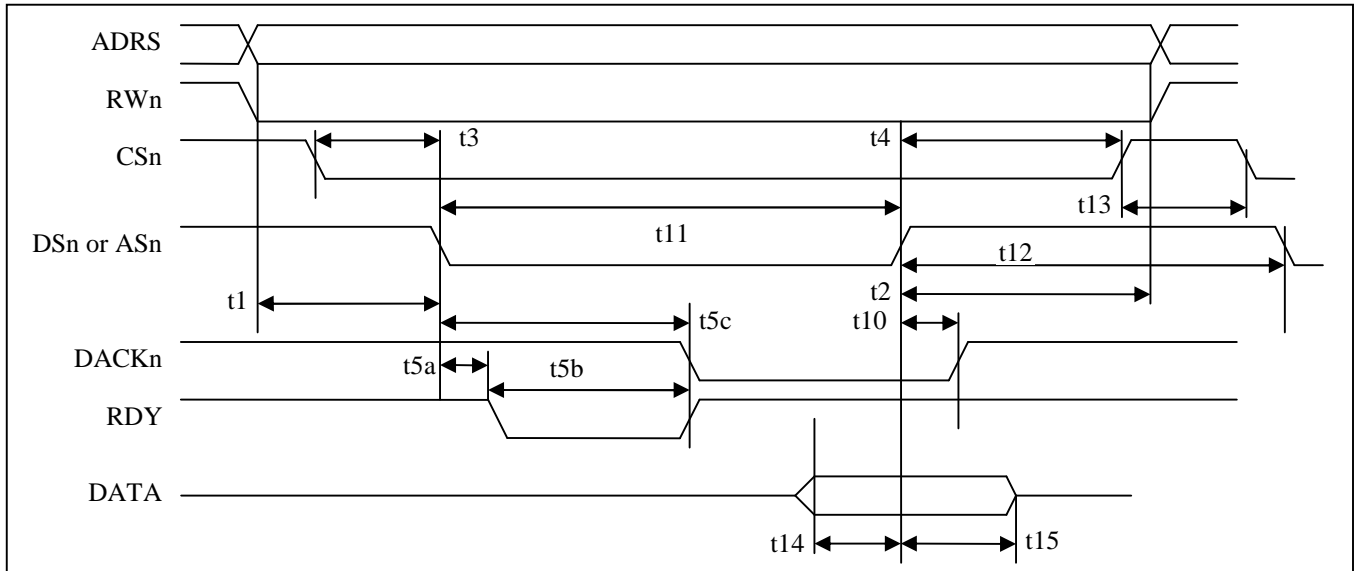 ADRS
RWn
t3
t4
CSn
t13
t11
DSn or ASn
t12
t1
t2
t5c
t10
DACKn
t5a
t5b
RDY
DATA
t14
t15